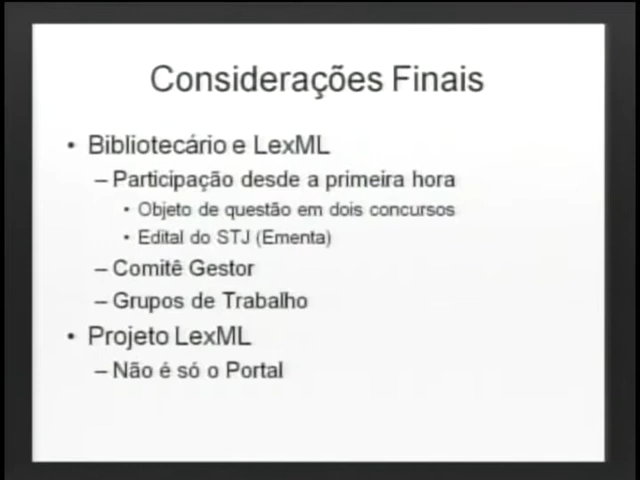 Considerações Finais
• Bibliotecário e LexML
– Participação desde a primeira hora
• Objeto de questão em dois concursos
• Edital do STJ (Ementa)
– Comitê Gestor
– Grupos de Trabalho
• Projeto LexML
– Não é só o Portal